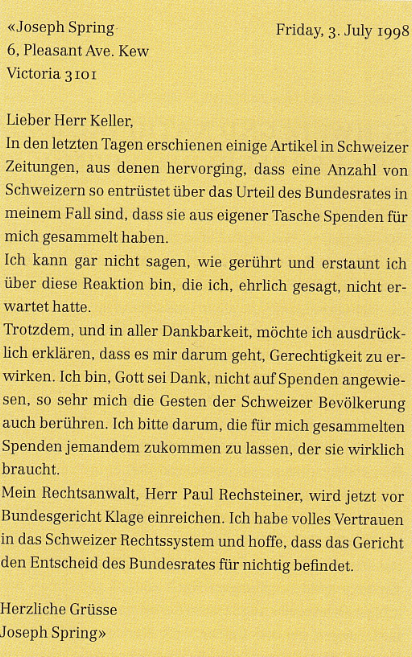 «Joseph Spring Friday, 3. July 1998
6, Pleasant Ave. Kew
Victoria 3101
Lieber Herr Keller,
In den letzten Tagen erschienen einige Artikel in Schweizer
Zeitungen, aus denen hervorging, dass eine Anzahl von
Schweizern so entrüstet über das Urteil des Bundesrates in
meinem Fall sind, dass sie aus eigener Tasche Spenden für
mich gesammelt haben.
Ich kann gar nicht sagen, wie gerührt und erstaunt ich
über diese Reaktion bin, die ich, ehrlich gesagt, nicht er-
wartet hatte.
Trotzdem, und in aller Dankbarkeit, möchte ich ausdrück-
lich erklären, dass es mir darum geht, Gerechtigkeit zu er-
wirken. Ich bin, Gott sei Dank, nicht auf Spenden angewie-
sen, so sehr mich die Gesten der Schweizer Bevölkerung
auch berühren. Ich bitte darum, die für mich gesammelten
Spenden jemandem zukommen zu lassen, der sie wirklich
braucht.
Mein Rechtsanwalt, Herr Paul Rechsteiner, wird jetzt vor
Bundesgericht Klage einreichen. Ich habe volles Vertrauen
in das Schweizer Rechtssystem und hoffe, dass das Gericht
den Entscheid des Bundesrates für nichtig befindet.
Herzliche Grüsse
Joseph Spring»